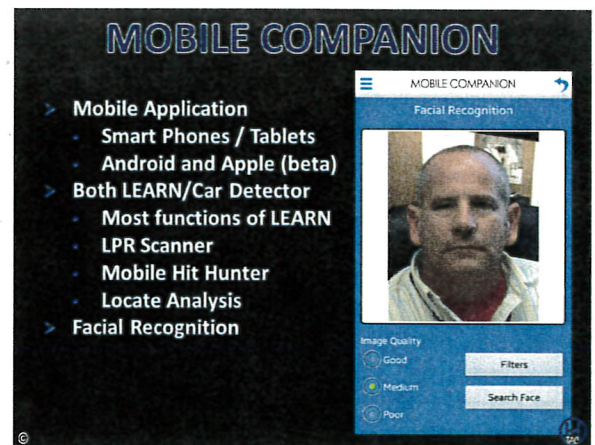 MOBILE COMPANION
Mobile Application
Smart Phones / Tablets
Android and Apple (beta)
Both LEARN/Car Detector
Most functions of LEARN
LPR Scanner
Mobile Hit Hunter
Locate Analysis
Facial Recognition
MOBILE COMPANION
Facial Recognition
Image Quality
Good
Medium
Poor
Filters
Search Face
©